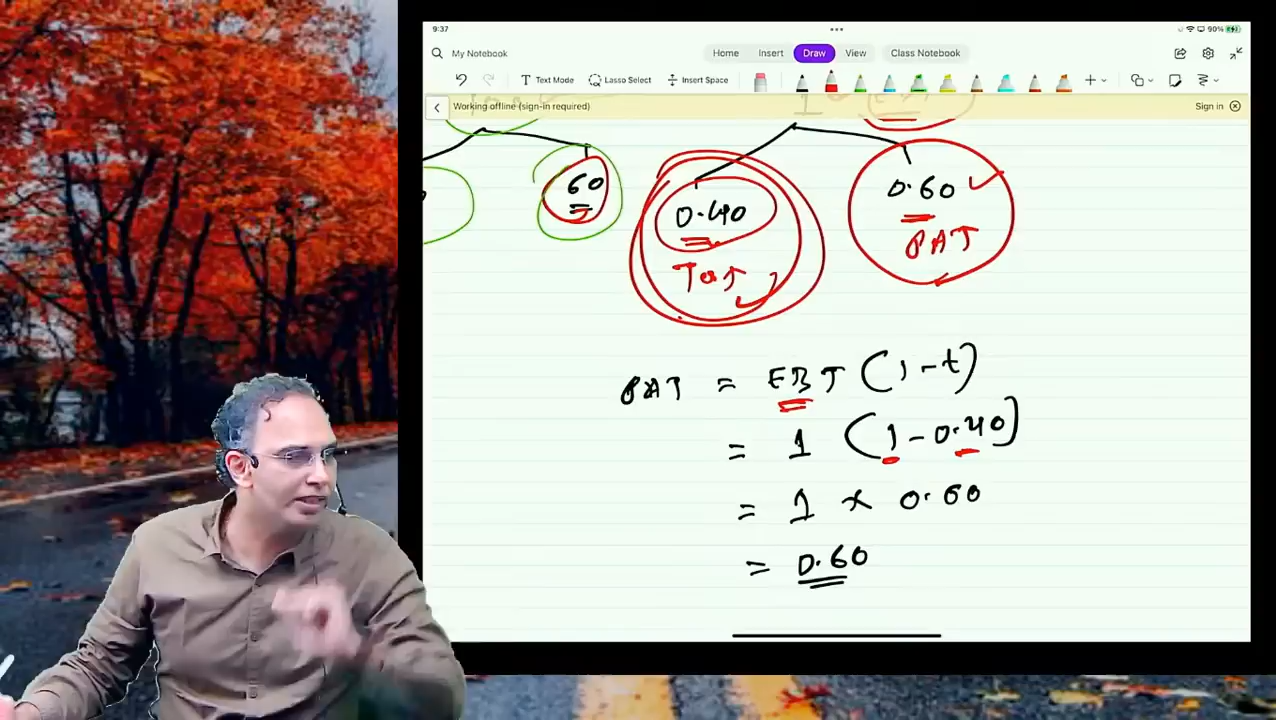 9:37
90%
My Notebook
Home
Insert
Draw
View
Class Notebook
Text Mode
Lasso Select
Insert Space
Working offline (sign-in required)
Sign in
60
0.40
Tax
0.60
PAT
PAT = EBT (1-t)
= 1 (1-0.40)
= 1 × 0.60
= 0.60